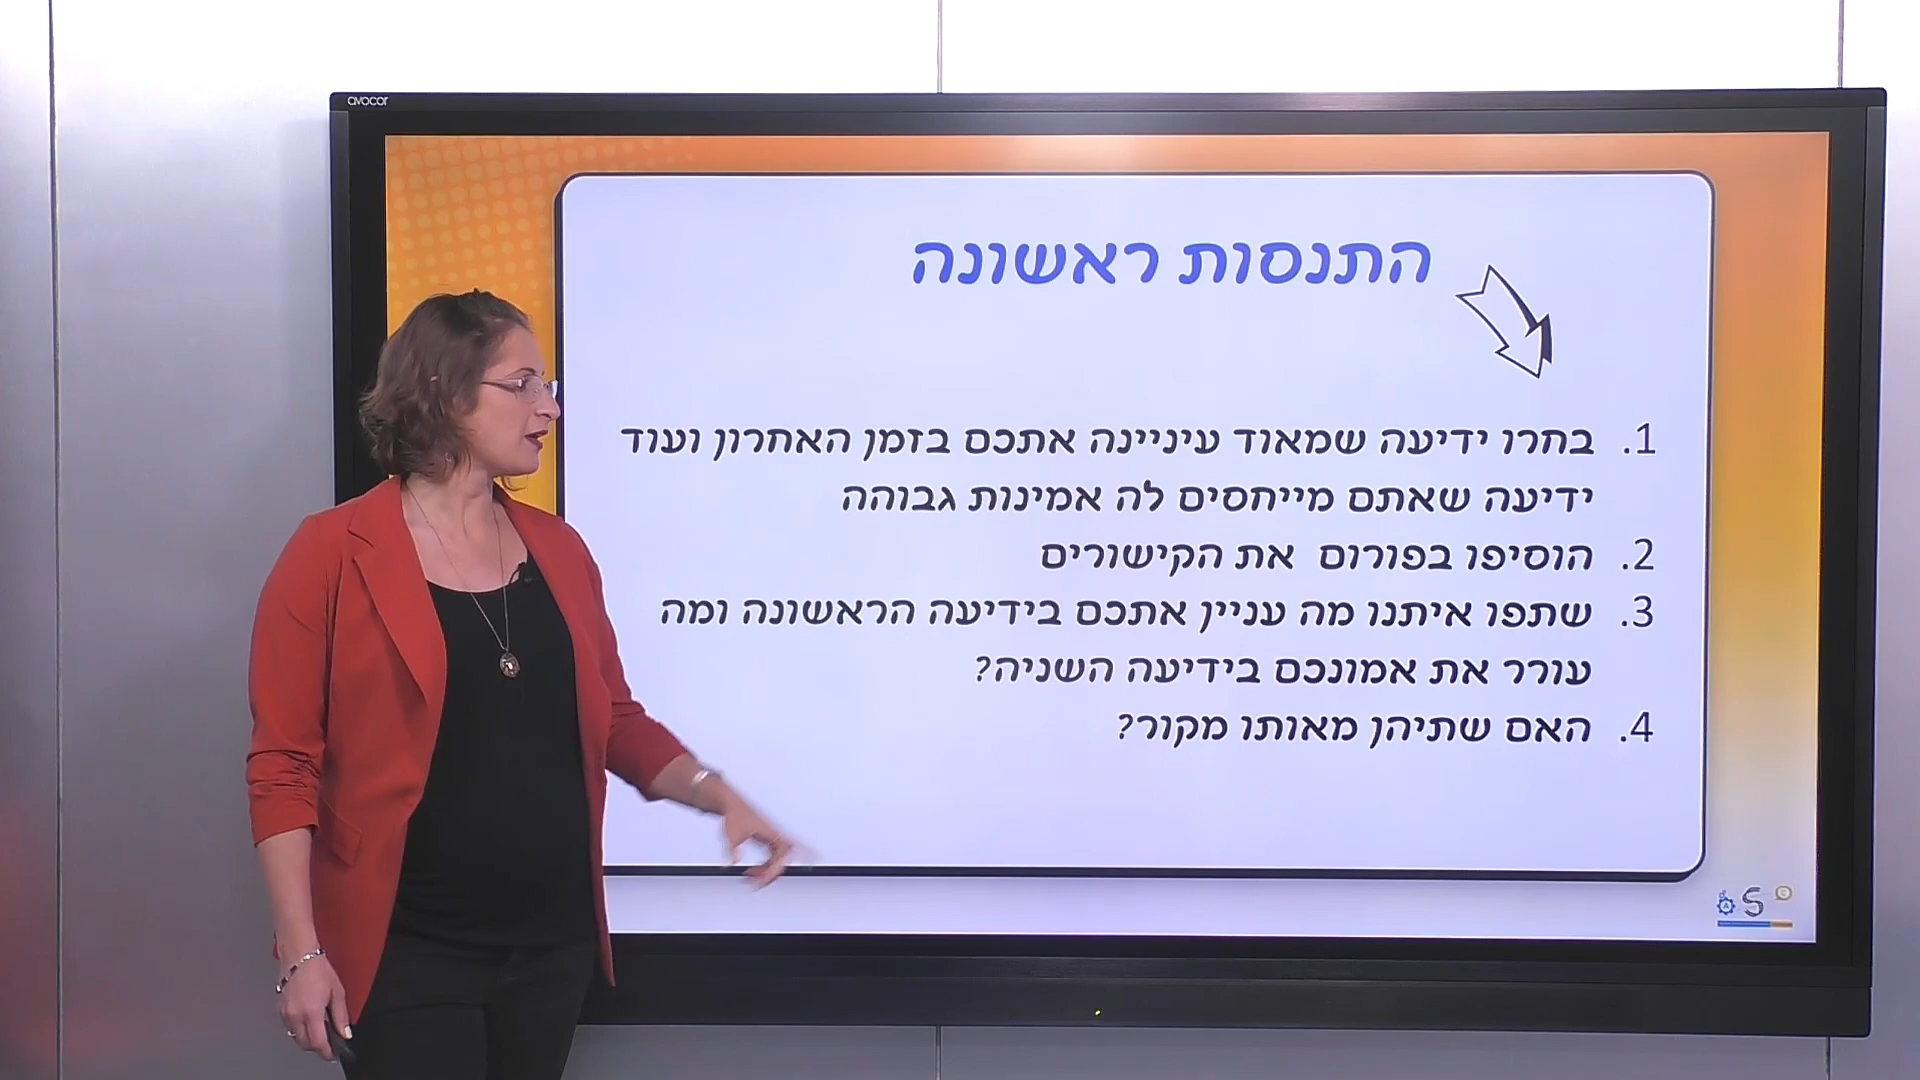 avocor
התנסות ראשונה
1. בחרו ידיעה שמאוד עיניינה אתכם בזמן האחרון ועוד
ידיעה שאתם מייחסים לה אמינות גבוהה
2. הוסיפו בפורום את הקישורים
3. שתפו איתנו מה עניין אתכם בידיעה הראשונה ומה
עורר את אמונכם בידיעה השניה?
4. האם שתיהן מאותו מקור?